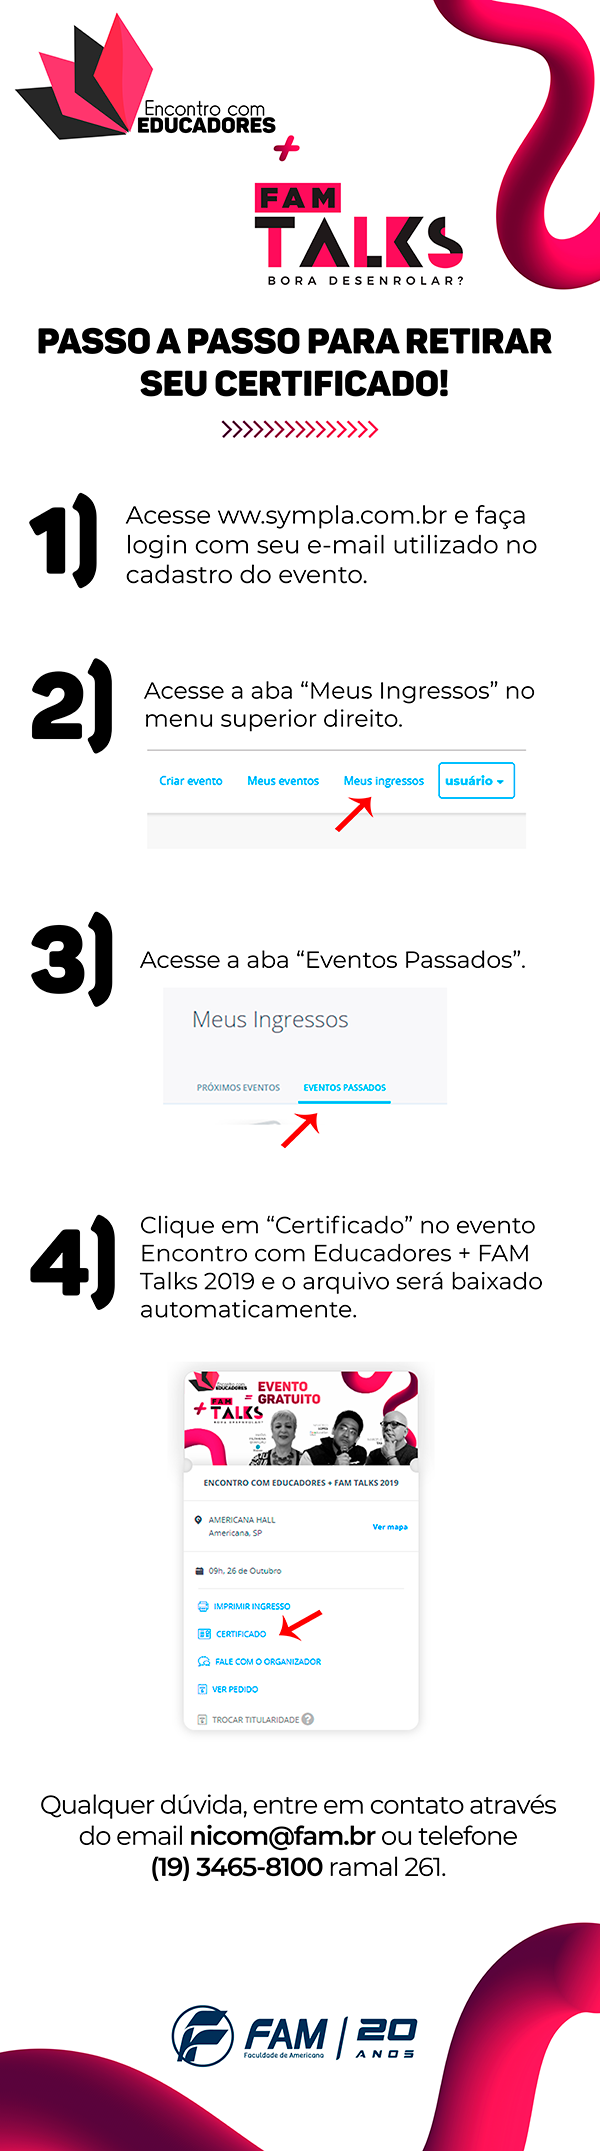 Encontro com
EDUCADORES
+
FAM
TALKS
BORA DESENROLAR?
PASSO A PASSO PARA RETIRAR
SEU CERTIFICADO!
1)
Acesse ww.sympla.com.br e faça
login com seu e-mail utilizado no
cadastro do evento.
2)
Acesse a aba “Meus Ingressos” no
menu superior direito.
Criar evento Meus eventos Meus ingressos usuário
3)
Acesse a aba “Eventos Passados”.
Meus Ingressos
PRÓXIMOS EVENTOS EVENTOS PASSADOS
4)
Clique em “Certificado” no evento
Encontro com Educadores + FAM
Talks 2019 e o arquivo será baixado
automaticamente.
Encontro com
EDUCADORES
+ FAM
TALKS
BORA DESENROLAR?
= EVENTO
GRATUITO
ENCONTRO COM EDUCADORES + FAM TALKS 2019
AMERICANA HALL
Americana, SP
Ver mapa
09h, 26 de Outubro
IMPRIMIR INGRESSO
CERTIFICADO
FALE COM O ORGANIZADOR
VER PEDIDO
TROCAR TITULARIDADE ?
Qualquer dúvida, entre em contato através
do email nicom@fam.br ou telefone
(19) 3465-8100 ramal 261.
FAM | 20
Faculdade de Americana ANOS